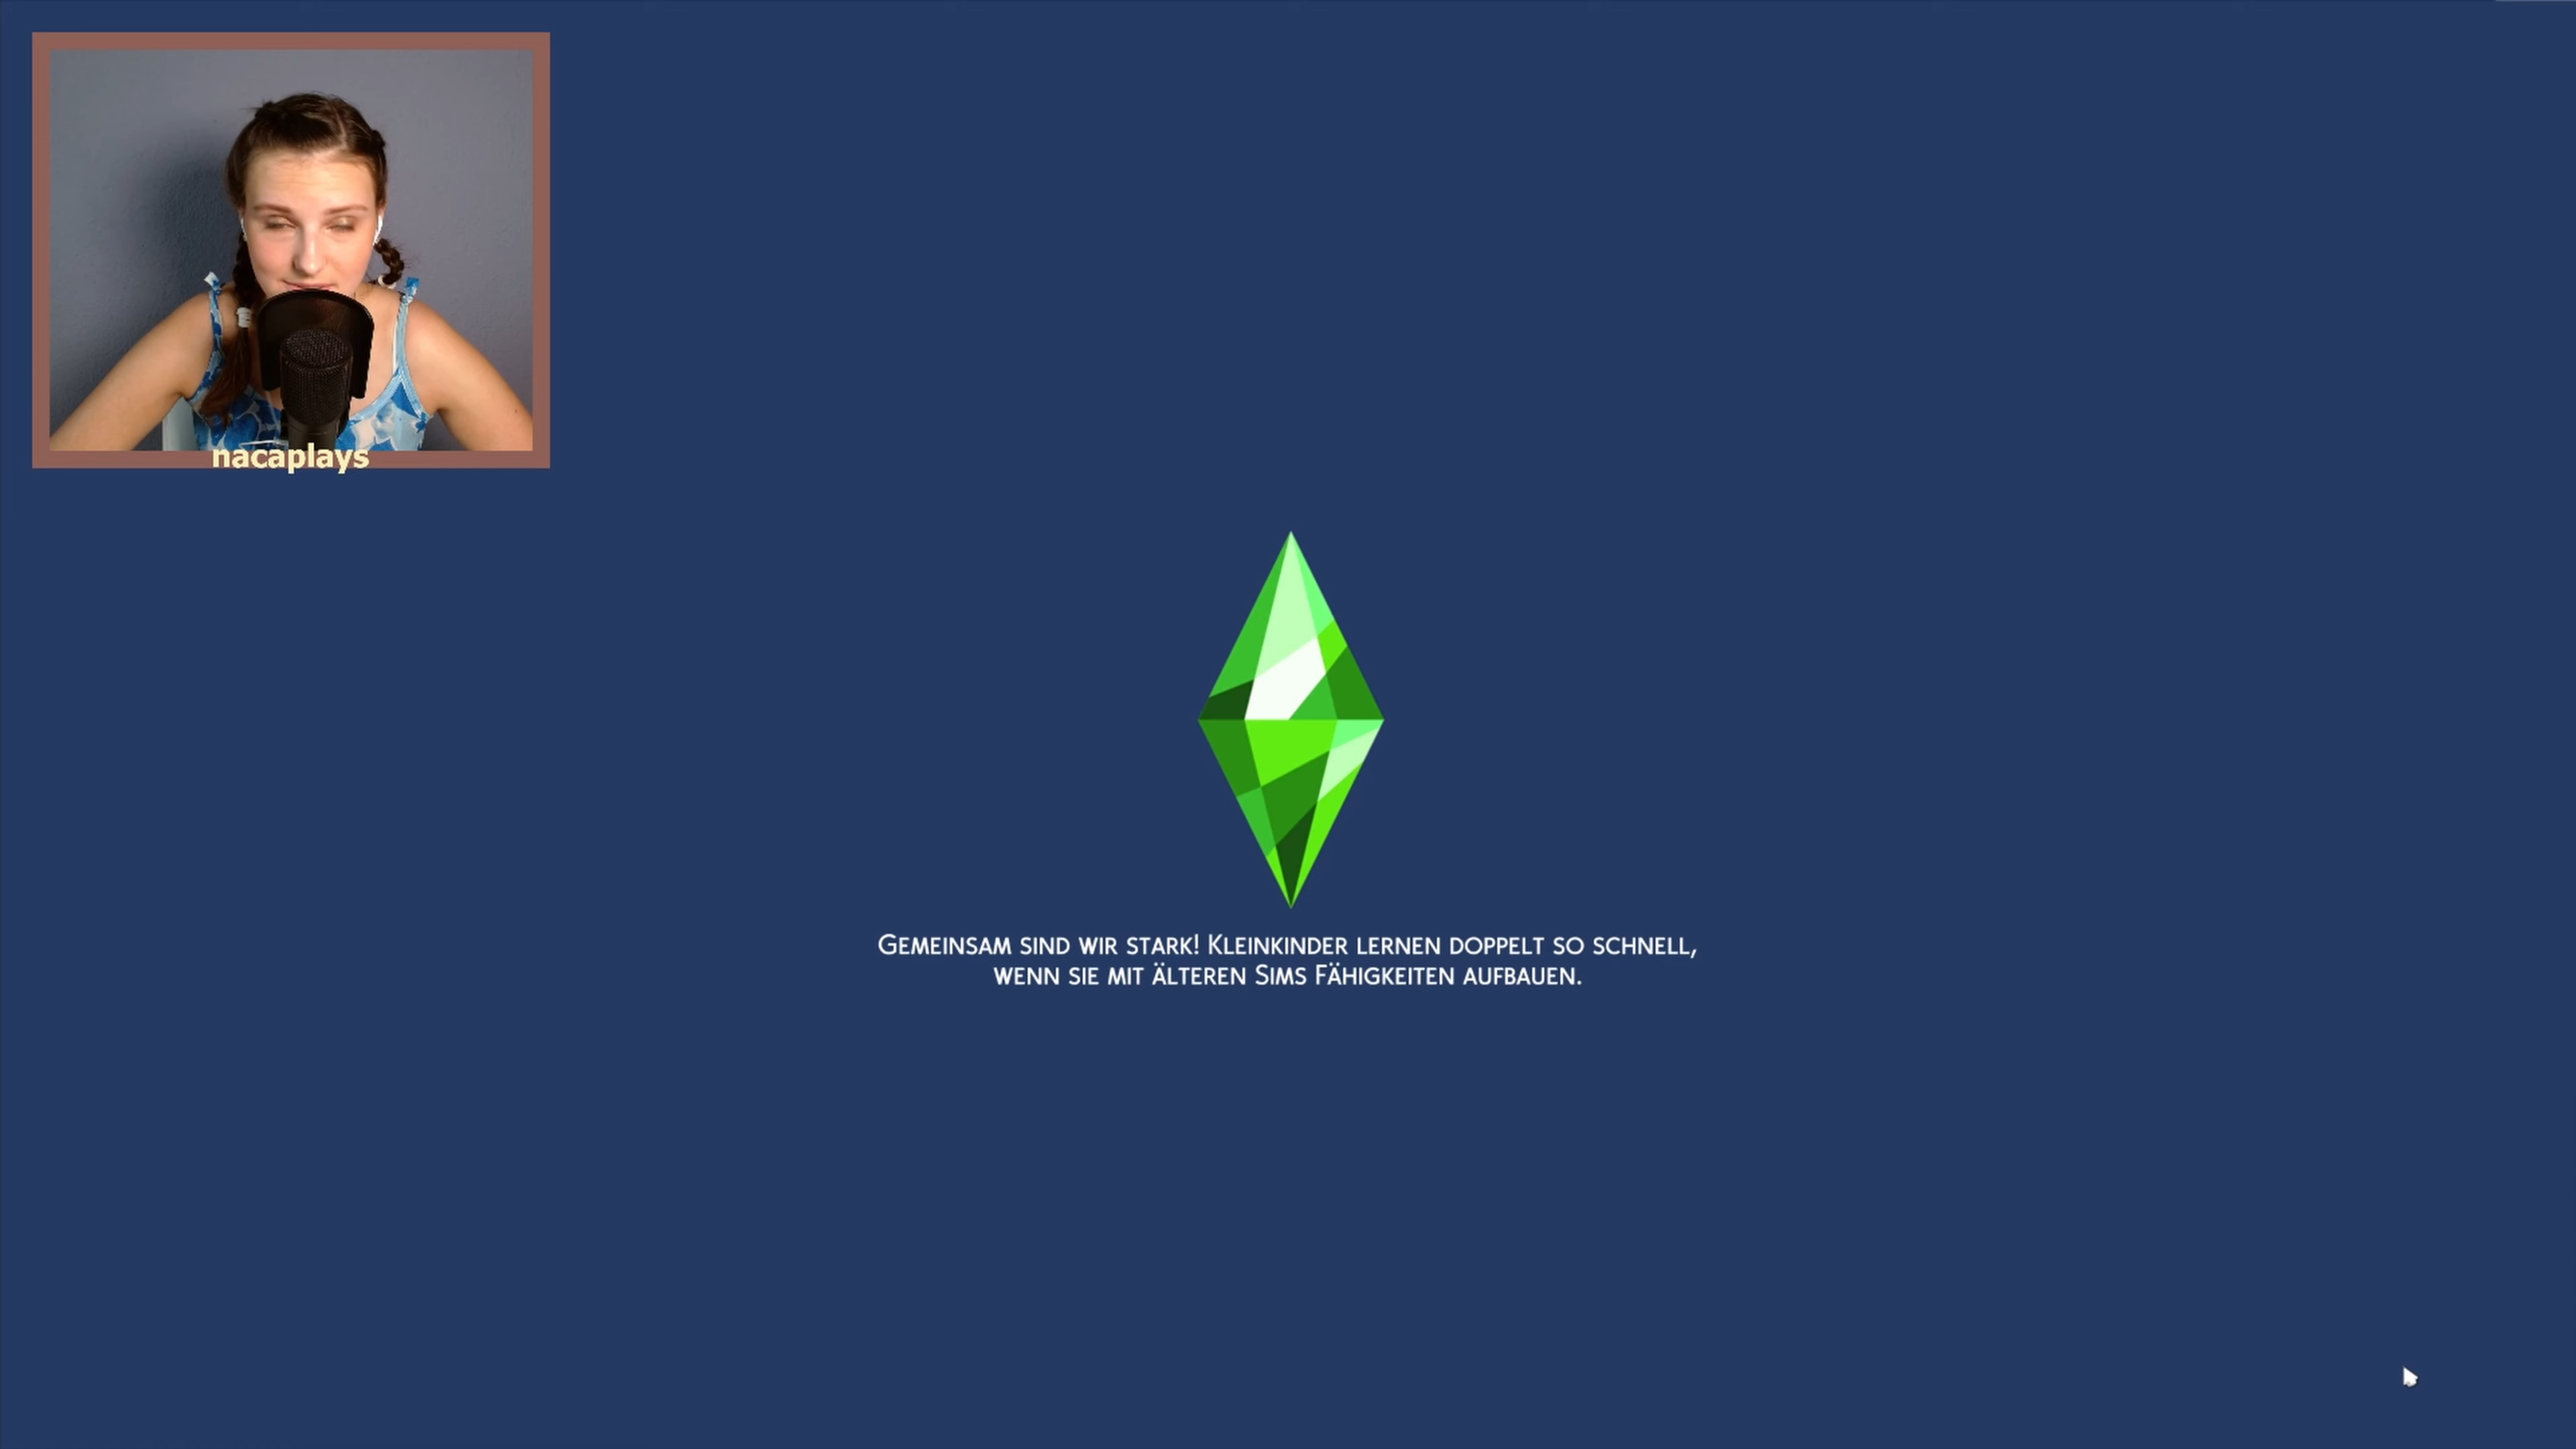 nacaplays
Gemeinsam sind wir stark! Kleinkinder lernen doppelt so schnell,
wenn sie mit älteren Sims Fähigkeiten aufbauen.